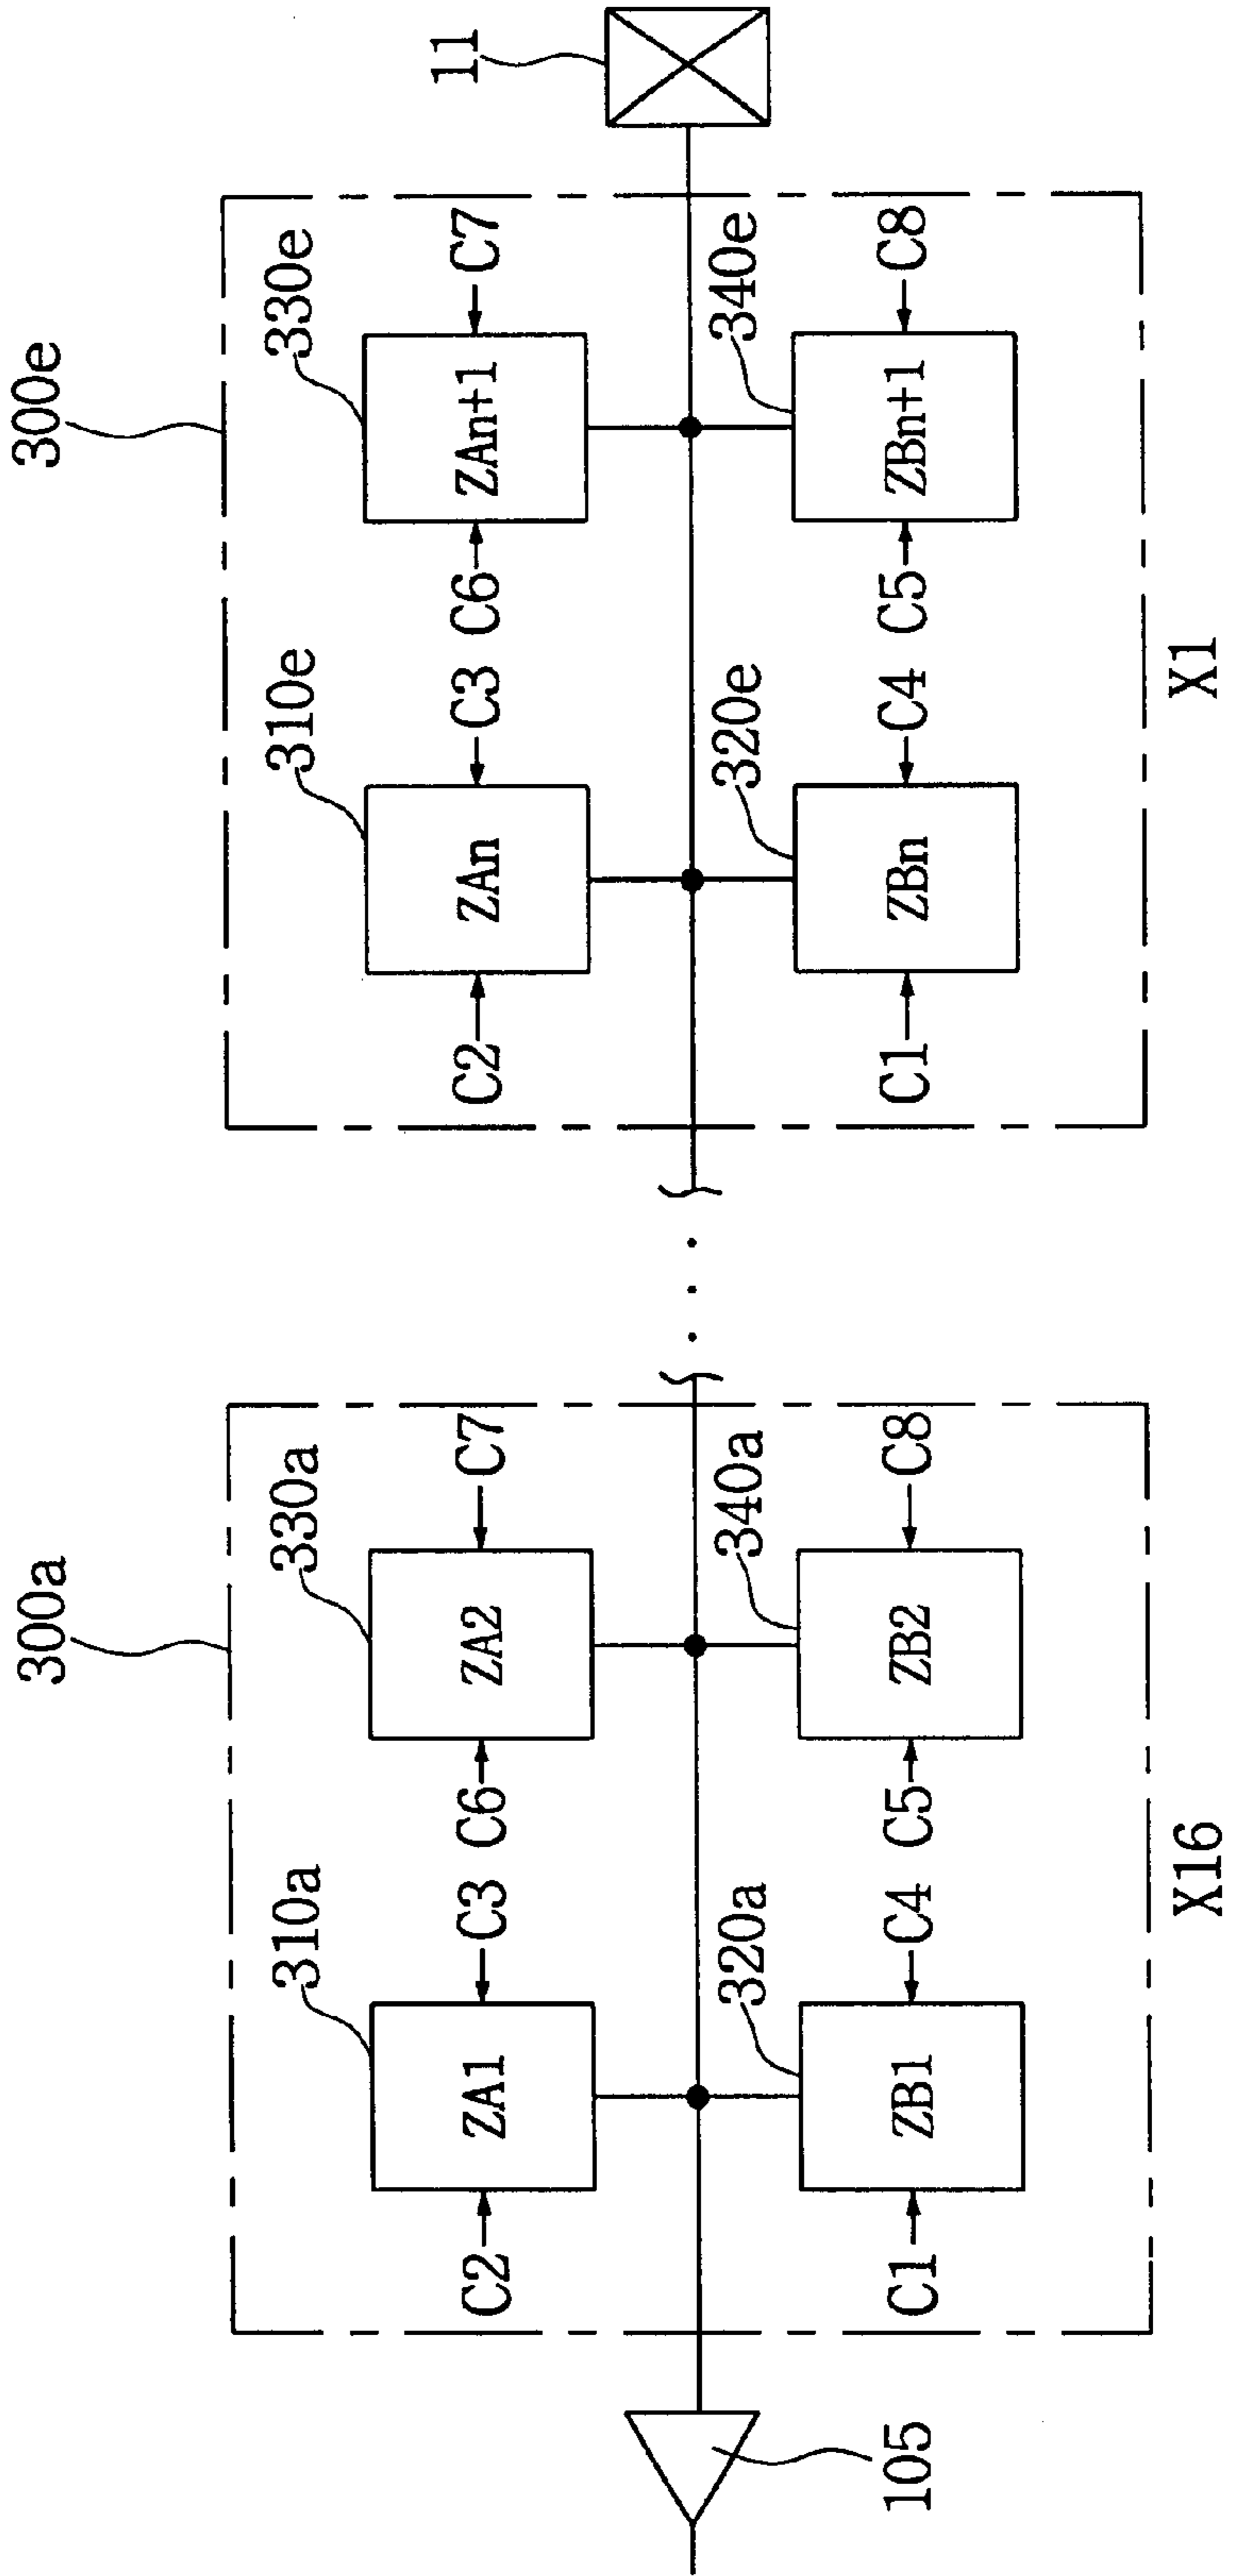 300a
300e
310a
330a
310e
330e
C2
ZA1
C3
C6
ZA2
C7
C2
ZAn
C3
C6
ZAn+1
C7
11
105
320a
340a
320e
340e
C1
ZB1
C4
C5
ZB2
C8
C1
ZBn
C4
C5
ZBn+1
C8
X16
X1